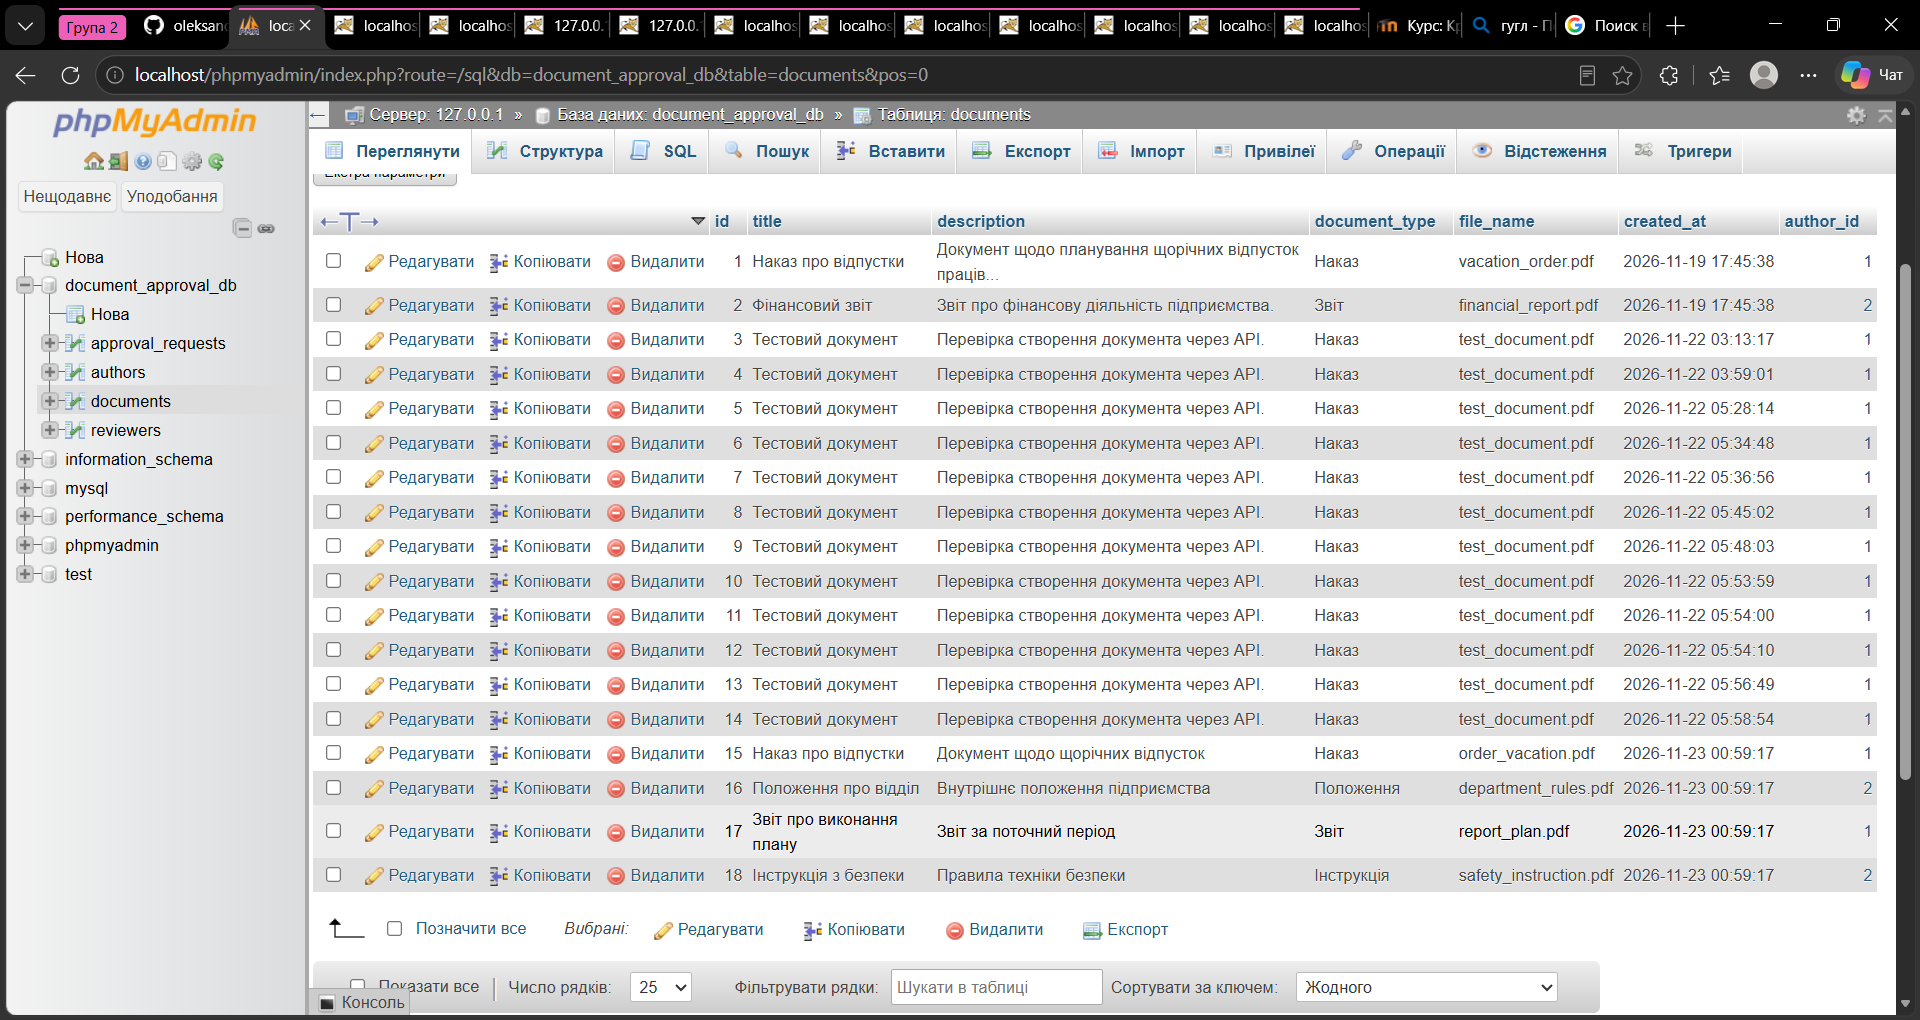 Група 2
oleksan
loca
localhos
localhos
127.0.0.
127.0.0.
localhos
localhos
localhos
localhos
localhos
localhos
localhos
Курс: Кр
гугл - П
Поиск в
localhost/phpmyadmin/index.php?route=/sql&db=document_approval_db&table=documents&pos=0
Чат
phpMyAdmin
Нещодавнє
Уподобання
Нова
document_approval_db
Нова
approval_requests
authors
documents
reviewers
information_schema
mysql
performance_schema
phpmyadmin
test
Сервер: 127.0.0.1 » База даних: document_approval_db » Таблиця: documents
Переглянути Структура SQL Пошук Вставити Експорт Імпорт Привілеї Операції Відстеження Тригери
Екстра параметри
id title description document_type file_name created_at author_id
Редагувати Копіювати Видалити 1 Наказ про відпустки Документ щодо планування щорічних відпусток праців... Наказ vacation_order.pdf 2026-11-19 17:45:38 1
Редагувати Копіювати Видалити 2 Фінансовий звіт Звіт про фінансову діяльність підприємства. Звіт financial_report.pdf 2026-11-19 17:45:38 2
Редагувати Копіювати Видалити 3 Тестовий документ Перевірка створення документа через API. Наказ test_document.pdf 2026-11-22 03:13:17 1
Редагувати Копіювати Видалити 4 Тестовий документ Перевірка створення документа через API. Наказ test_document.pdf 2026-11-22 03:59:01 1
Редагувати Копіювати Видалити 5 Тестовий документ Перевірка створення документа через API. Наказ test_document.pdf 2026-11-22 05:28:14 1
Редагувати Копіювати Видалити 6 Тестовий документ Перевірка створення документа через API. Наказ test_document.pdf 2026-11-22 05:34:48 1
Редагувати Копіювати Видалити 7 Тестовий документ Перевірка створення документа через API. Наказ test_document.pdf 2026-11-22 05:36:56 1
Редагувати Копіювати Видалити 8 Тестовий документ Перевірка створення документа через API. Наказ test_document.pdf 2026-11-22 05:45:02 1
Редагувати Копіювати Видалити 9 Тестовий документ Перевірка створення документа через API. Наказ test_document.pdf 2026-11-22 05:48:03 1
Редагувати Копіювати Видалити 10 Тестовий документ Перевірка створення документа через API. Наказ test_document.pdf 2026-11-22 05:53:59 1
Редагувати Копіювати Видалити 11 Тестовий документ Перевірка створення документа через API. Наказ test_document.pdf 2026-11-22 05:54:00 1
Редагувати Копіювати Видалити 12 Тестовий документ Перевірка створення документа через API. Наказ test_document.pdf 2026-11-22 05:54:10 1
Редагувати Копіювати Видалити 13 Тестовий документ Перевірка створення документа через API. Наказ test_document.pdf 2026-11-22 05:56:49 1
Редагувати Копіювати Видалити 14 Тестовий документ Перевірка створення документа через API. Наказ test_document.pdf 2026-11-22 05:58:54 1
Редагувати Копіювати Видалити 15 Наказ про відпустки Документ щодо щорічних відпусток Наказ order_vacation.pdf 2026-11-23 00:59:17 1
Редагувати Копіювати Видалити 16 Положення про відділ Внутрішнє положення підприємства Положення department_rules.pdf 2026-11-23 00:59:17 2
Редагувати Копіювати Видалити 17 Звіт про виконання плану Звіт за поточний період Звіт report_plan.pdf 2026-11-23 00:59:17 1
Редагувати Копіювати Видалити 18 Інструкція з безпеки Правила техніки безпеки Інструкція safety_instruction.pdf 2026-11-23 00:59:17 2
Позначити все Вибрані: Редагувати Копіювати Видалити Експорт
Показати все Число рядків: 25 Фільтрувати рядки: Шукати в таблиці Сортувати за ключем: Жодного
Консоль